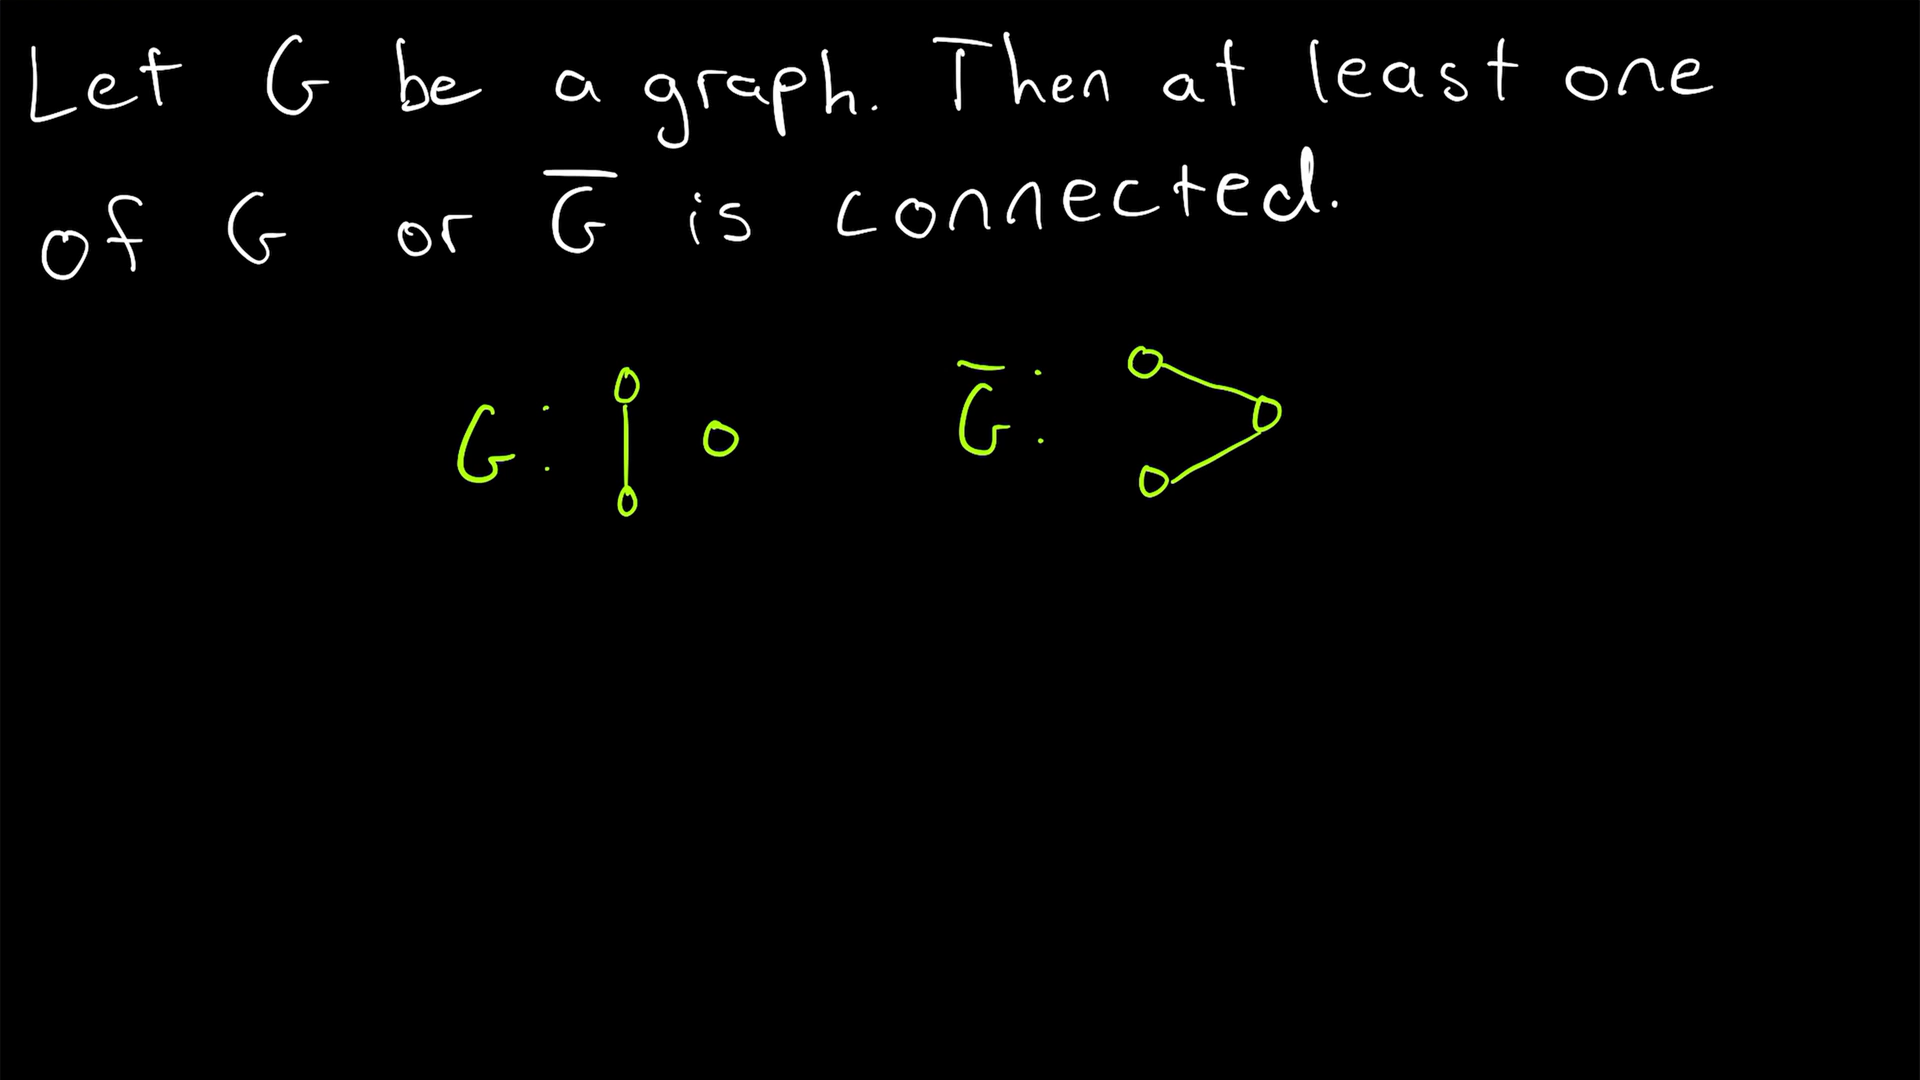 Let G be a graph. Then at least one
of G or G̅ is connected.
G: G̅: